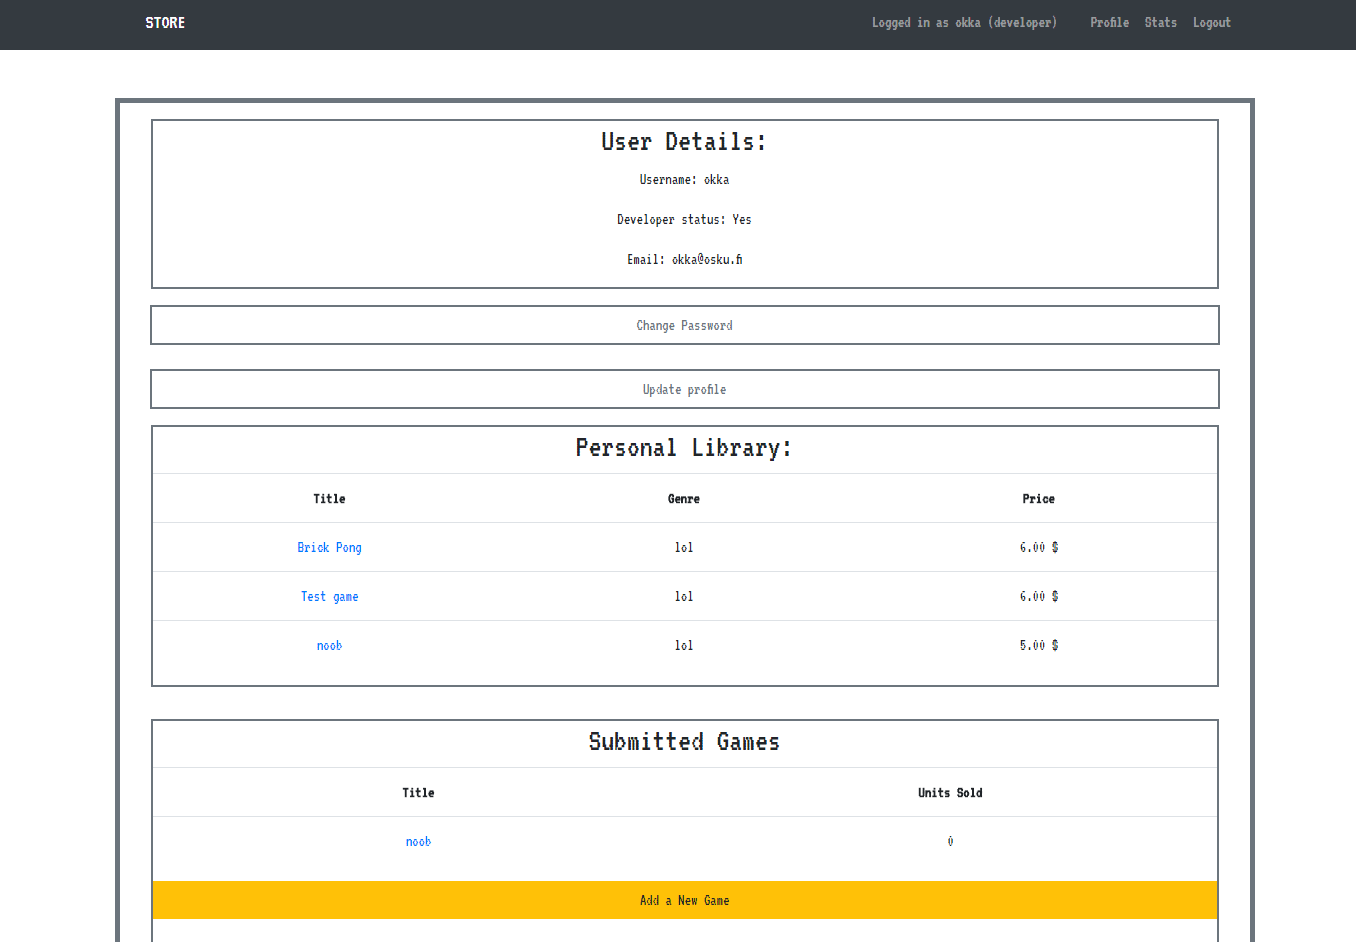 STORE Logged in as okka (developer) Profile Stats Logout
User Details:
Username: okka
Developer status: Yes
Email: okka@osku.fi
Change Password
Update profile
Personal Library:
Title Genre Price
Brick Pong lol 6.00 $
Test game lol 6.00 $
noob lol 5.00 $
Submitted Games
Title Units Sold
noob 0
Add a New Game